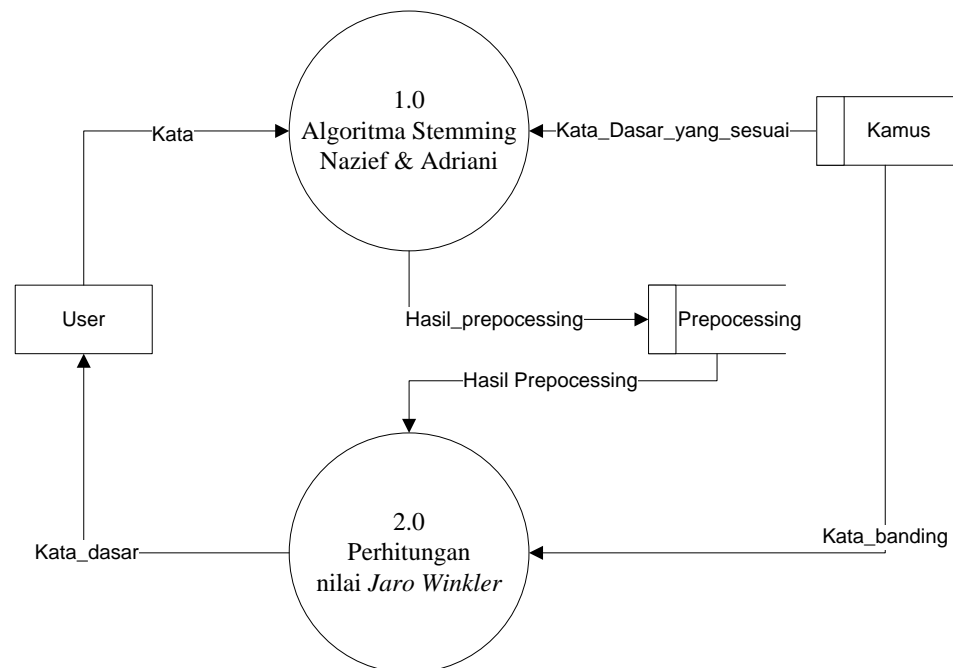 1.0
Algoritma Stemming
Nazief & Adriani
Kata
Kata_Dasar_yang_sesuai
Kamus
User
Hasil_prepocessing
Prepocessing
Hasil Prepocessing
2.0
Perhitungan
nilai Jaro Winkler
Kata_dasar
Kata_banding